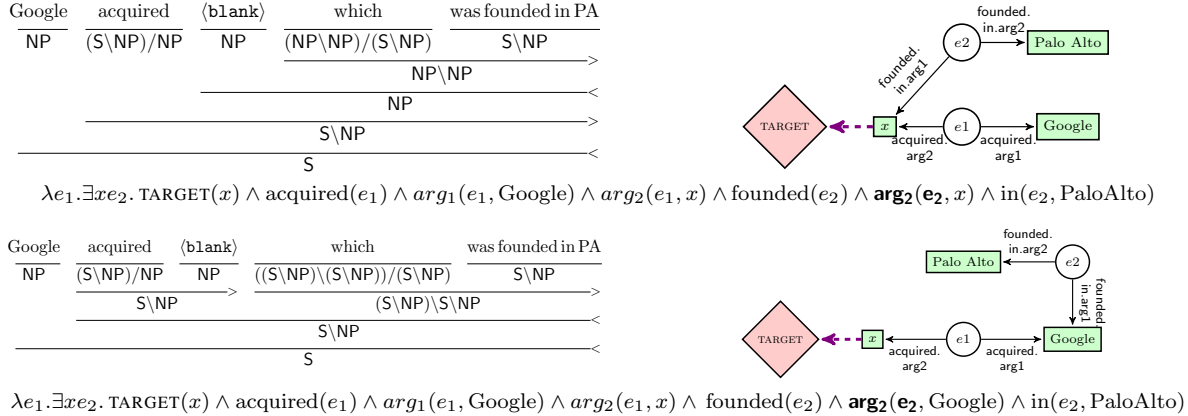 Google acquired ⟨blank⟩ which was founded in PA
NP (S\NP)/NP NP (NP\NP)/(S\NP) S\NP
>
NP\NP
<
NP
>
S\NP
<
S
founded.
in.arg1
e2
founded.
in.arg2
Palo Alto
TARGET
x
acquired.
arg2
e1
acquired.
arg1
Google
λe₁.∃xe₂. TARGET(x) ∧ acquired(e₁) ∧ arg₁(e₁, Google) ∧ arg₂(e₁, x) ∧ founded(e₂) ∧ arg₂(e₂, x) ∧ in(e₂, PaloAlto)
Google acquired ⟨blank⟩ which was founded in PA
NP (S\NP)/NP NP ((S\NP)\(S\NP))/(S\NP) S\NP
> >
S\NP (S\NP)\S\NP
<
S\NP
<
S
Palo Alto
founded.
in.arg2
e2
founded.
in.arg1
TARGET
x
acquired.
arg2
e1
acquired.
arg1
Google
λe₁.∃xe₂. TARGET(x) ∧ acquired(e₁) ∧ arg₁(e₁, Google) ∧ arg₂(e₁, x) ∧ founded(e₂) ∧ arg₂(e₂, Google) ∧ in(e₂, PaloAlto)